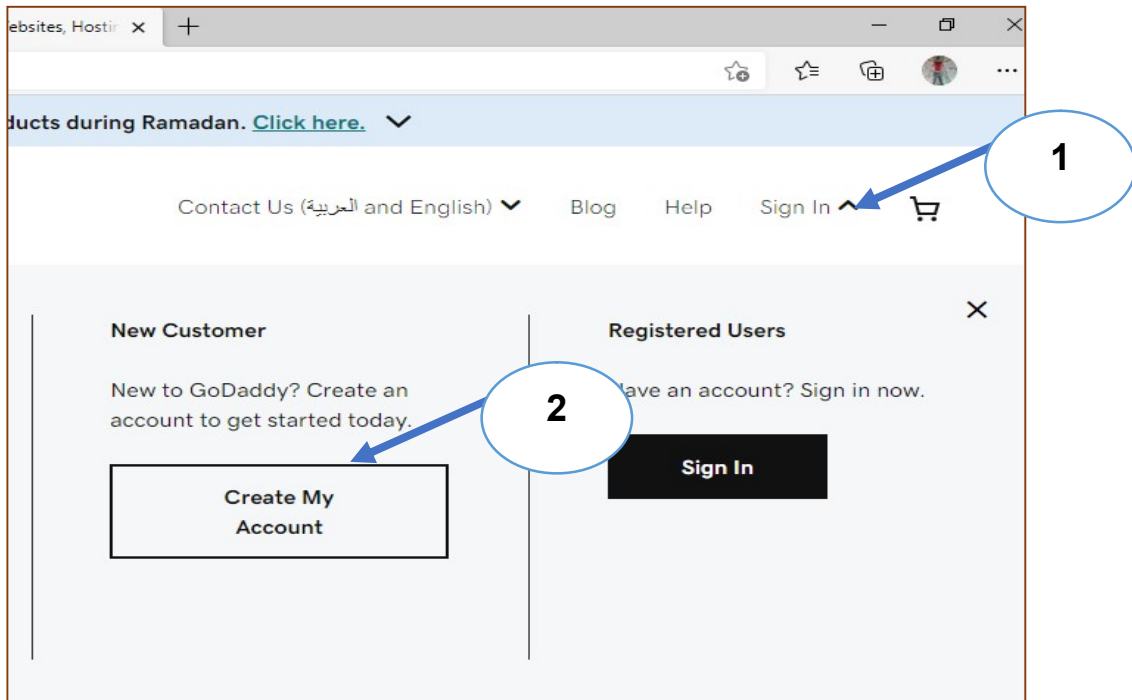 ebsites, Hostin
ducts during Ramadan. Click here.
1
Contact Us (العربية and English) Blog Help Sign In
New Customer
New to GoDaddy? Create an
account to get started today.
2
Create My
Account
Registered Users
Have an account? Sign in now.
Sign In